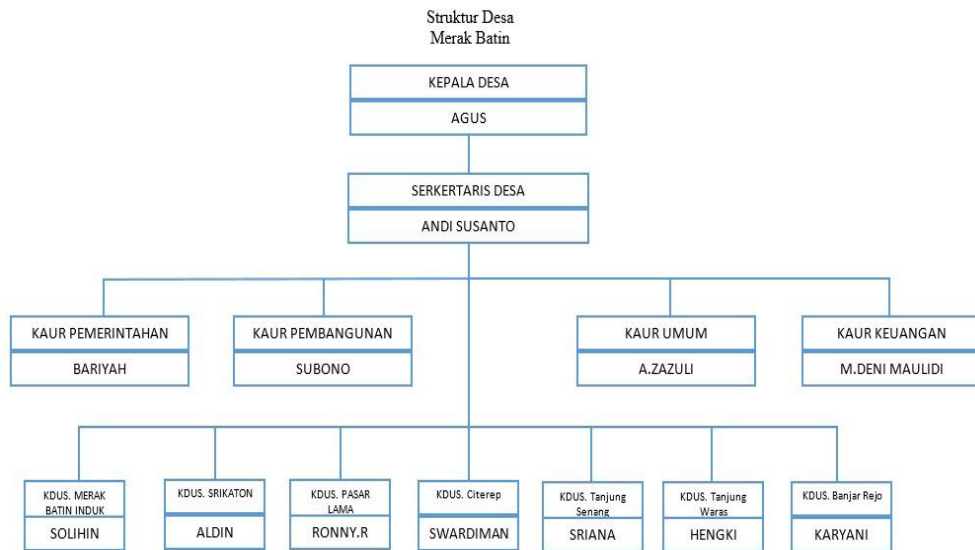 Struktur Desa
Merak Batin
KEPALA DESA
AGUS
SERKERTARIS DESA
ANDI SUSANTO
KAUR PEMERINTAHAN
BARIYAH
KAUR PEMBANGUNAN
SUBONO
KAUR UMUM
A.ZAZULI
KAUR KEUANGAN
M.DENI MAULIDI
KDUS. MERAK
BATIN INDUK
SOLIHIN
KDUS. SRIKATON
ALDIN
KDUS. PASAR
LAMA
RONNY.R
KDUS. Citerep
SWARDIMAN
KDUS. Tanjung
Senang
SRIANA
KDUS. Tanjung
Waras
HENGKI
KDUS. Banjar Rejo
KARYANI